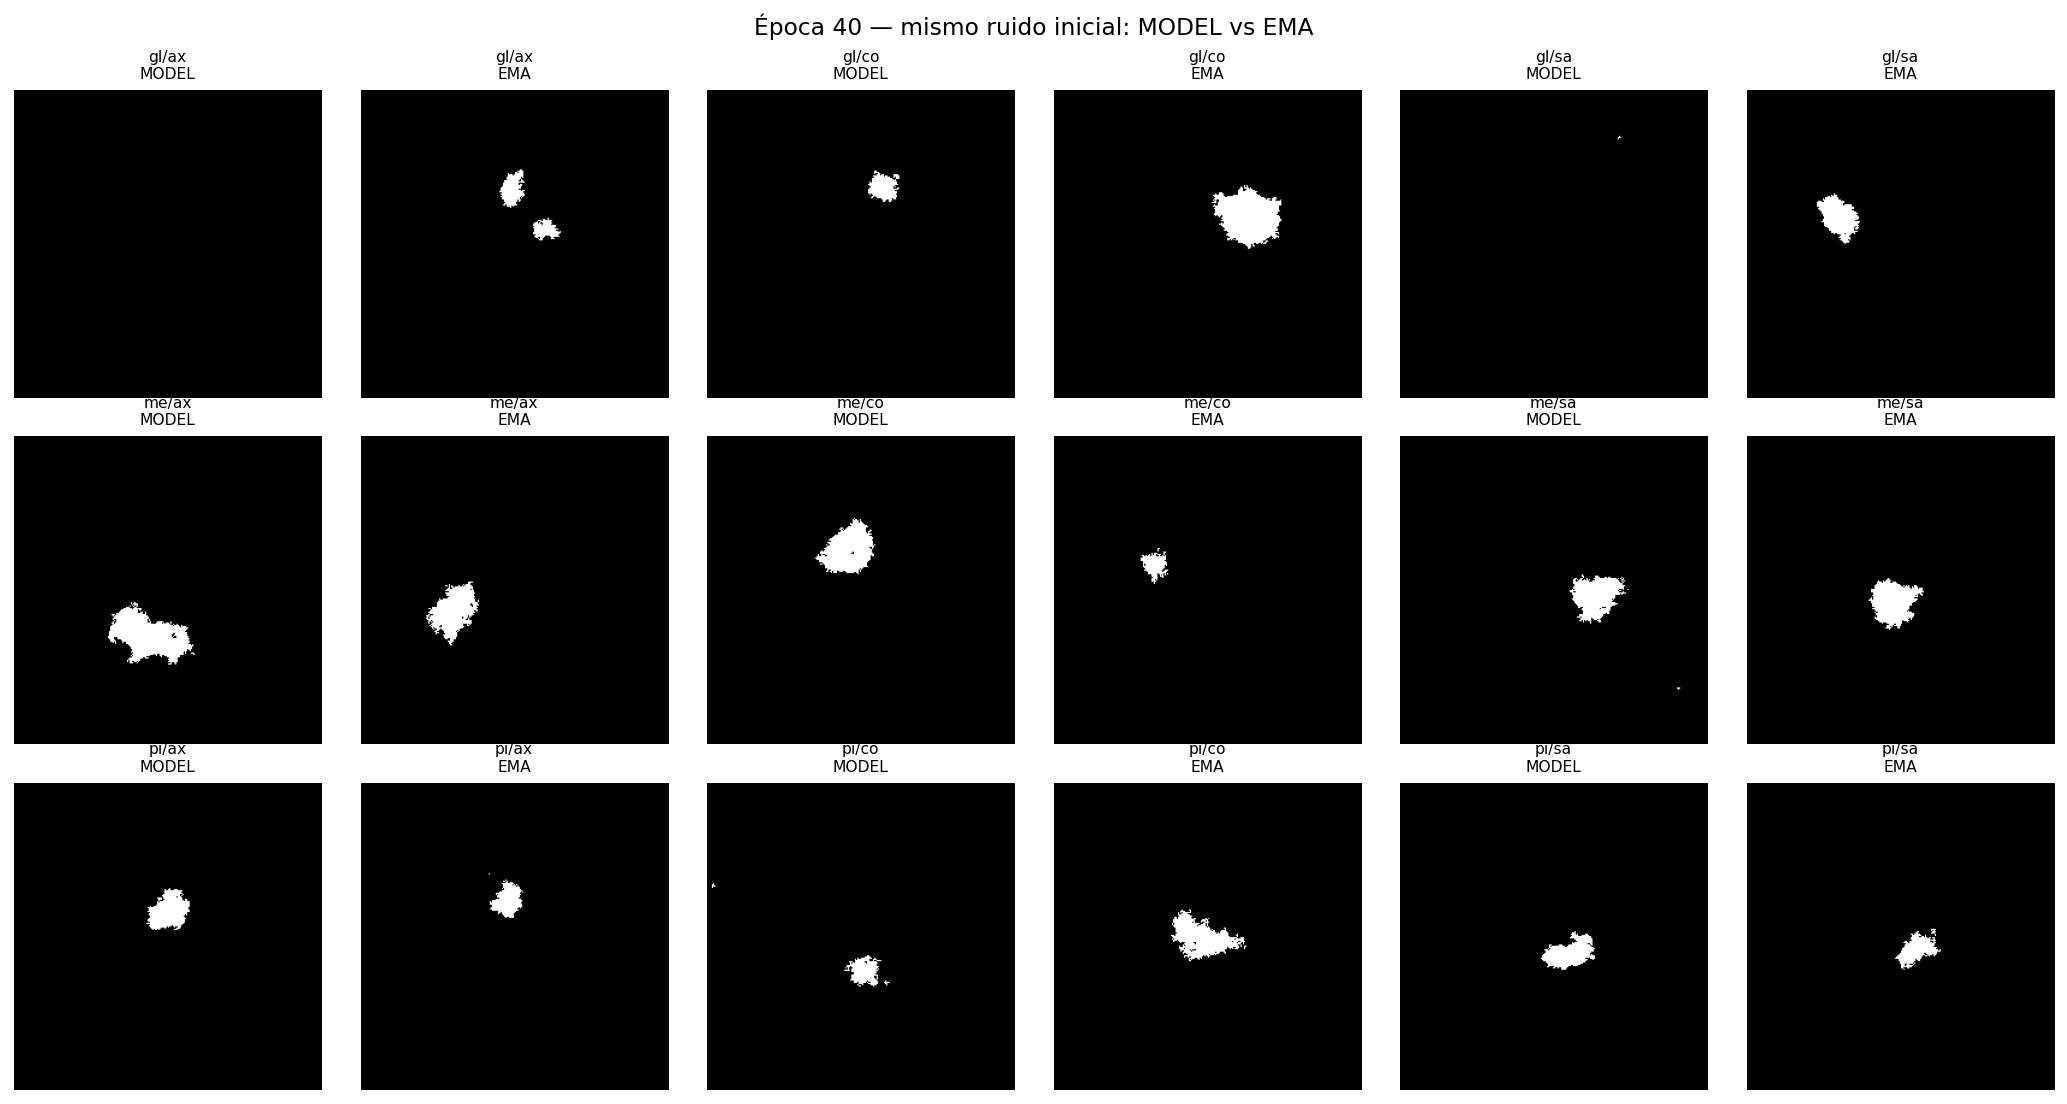 Época 40 — mismo ruido inicial: MODEL vs EMA
gl/ax
MODEL
gl/ax
EMA
gl/co
MODEL
gl/co
EMA
gl/sa
MODEL
gl/sa
EMA
me/ax
MODEL
me/ax
EMA
me/co
MODEL
me/co
EMA
me/sa
MODEL
me/sa
EMA
pi/ax
MODEL
pi/ax
EMA
pi/co
MODEL
pi/co
EMA
pi/sa
MODEL
pi/sa
EMA